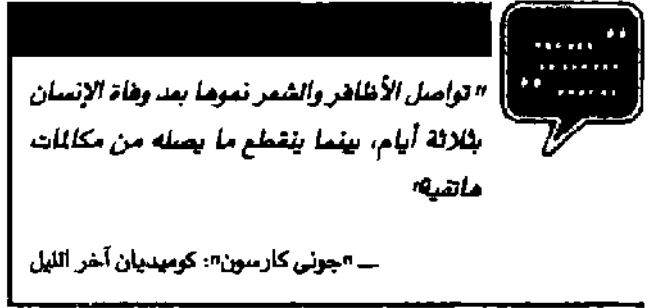 "تواصل الأظافر والشعر نموها بعد وفاة الإنسان
بثلاثة أيام، بينما ينقطع ما يصله من مكالمات
هاتفية"
— "جوني كارسون": كوميديان آخر الليل